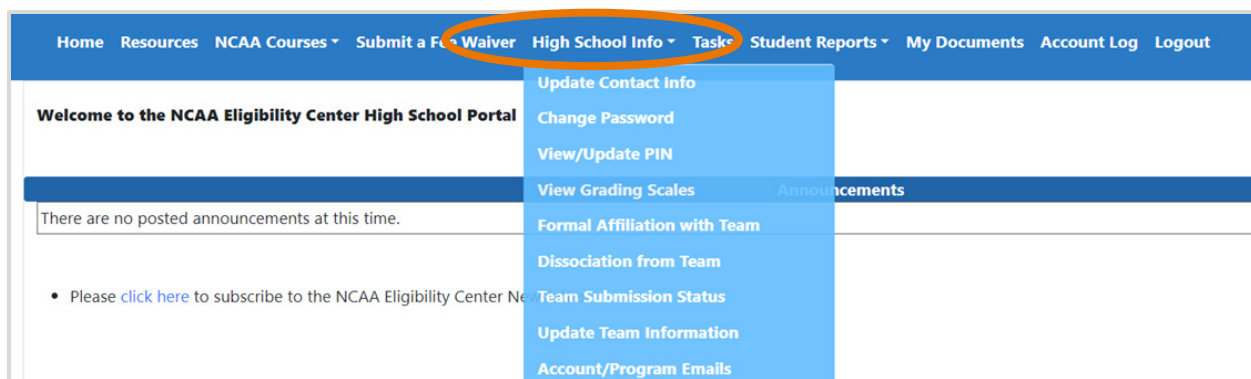 Home Resources NCAA Courses Submit a Fee Waiver High School Info Tasks Student Reports My Documents Account Log Logout
Update Contact Info
Welcome to the NCAA Eligibility Center High School Portal
Change Password
View/Update PIN
View Grading Scales
Announcements
There are no posted announcements at this time.
Formal Affiliation with Team
Dissociation from Team
• Please click here to subscribe to the NCAA Eligibility Center
Team Submission Status
Update Team Information
Account/Program Emails